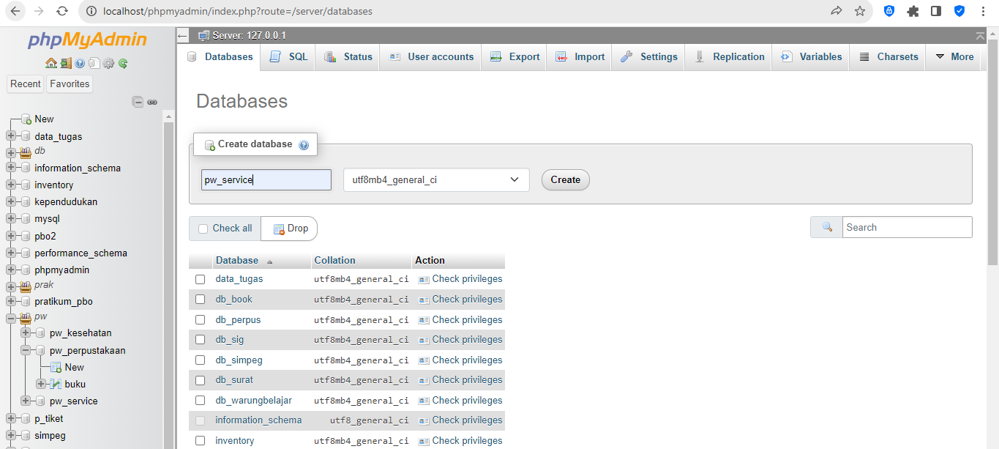 localhost/phpmyadmin/index.php?route=/server/databases
phpMyAdmin
Recent
Favorites
New
data_tugas
db
information_schema
inventory
kependudukan
mysql
pbo2
performance_schema
phpmyadmin
prak
pratikum_pbo
pw
pw_kesehatan
pw_perpustakaan
New
buku
pw_service
p_tiket
simpeg
Server: 127.0.0.1
Databases SQL Status User accounts Export Import Settings Replication Variables Charsets More
Databases
Create database
pw_service utf8mb4_general_ci Create
Check all Drop Search
Database Collation Action
data_tugas utf8mb4_general_ci Check privileges
db_book utf8mb4_general_ci Check privileges
db_perpus utf8mb4_general_ci Check privileges
db_sig utf8mb4_general_ci Check privileges
db_simpeg utf8mb4_general_ci Check privileges
db_surat utf8mb4_general_ci Check privileges
db_warungbelajar utf8mb4_general_ci Check privileges
information_schema utf8_general_ci Check privileges
inventory utf8mb4_general_ci Check privileges